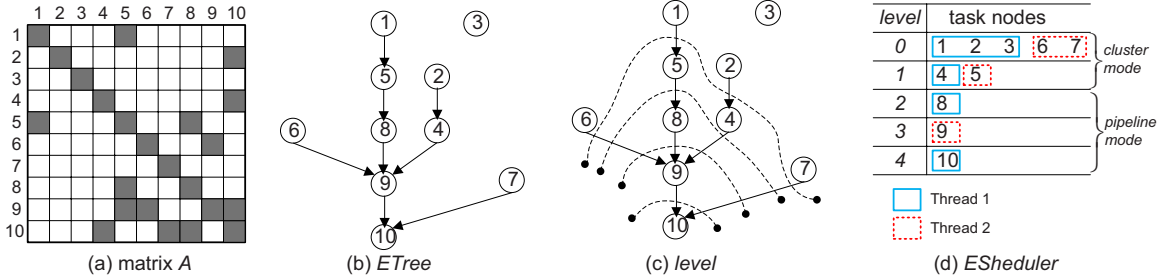 1 2 3 4 5 6 7 8 9 10
1
2
3
4
5
6
7
8
9
10
(a) matrix A
1 3
5 2
6 8 4
9 7
10
(b) ETree
1 3
5 2
6 8 4
9 7
10
(c) level
level task nodes
0 1 2 3 6 7
1 4 5
cluster
mode
2 8
3 9
4 10
pipeline
mode
Thread 1
Thread 2
(d) ESheduler